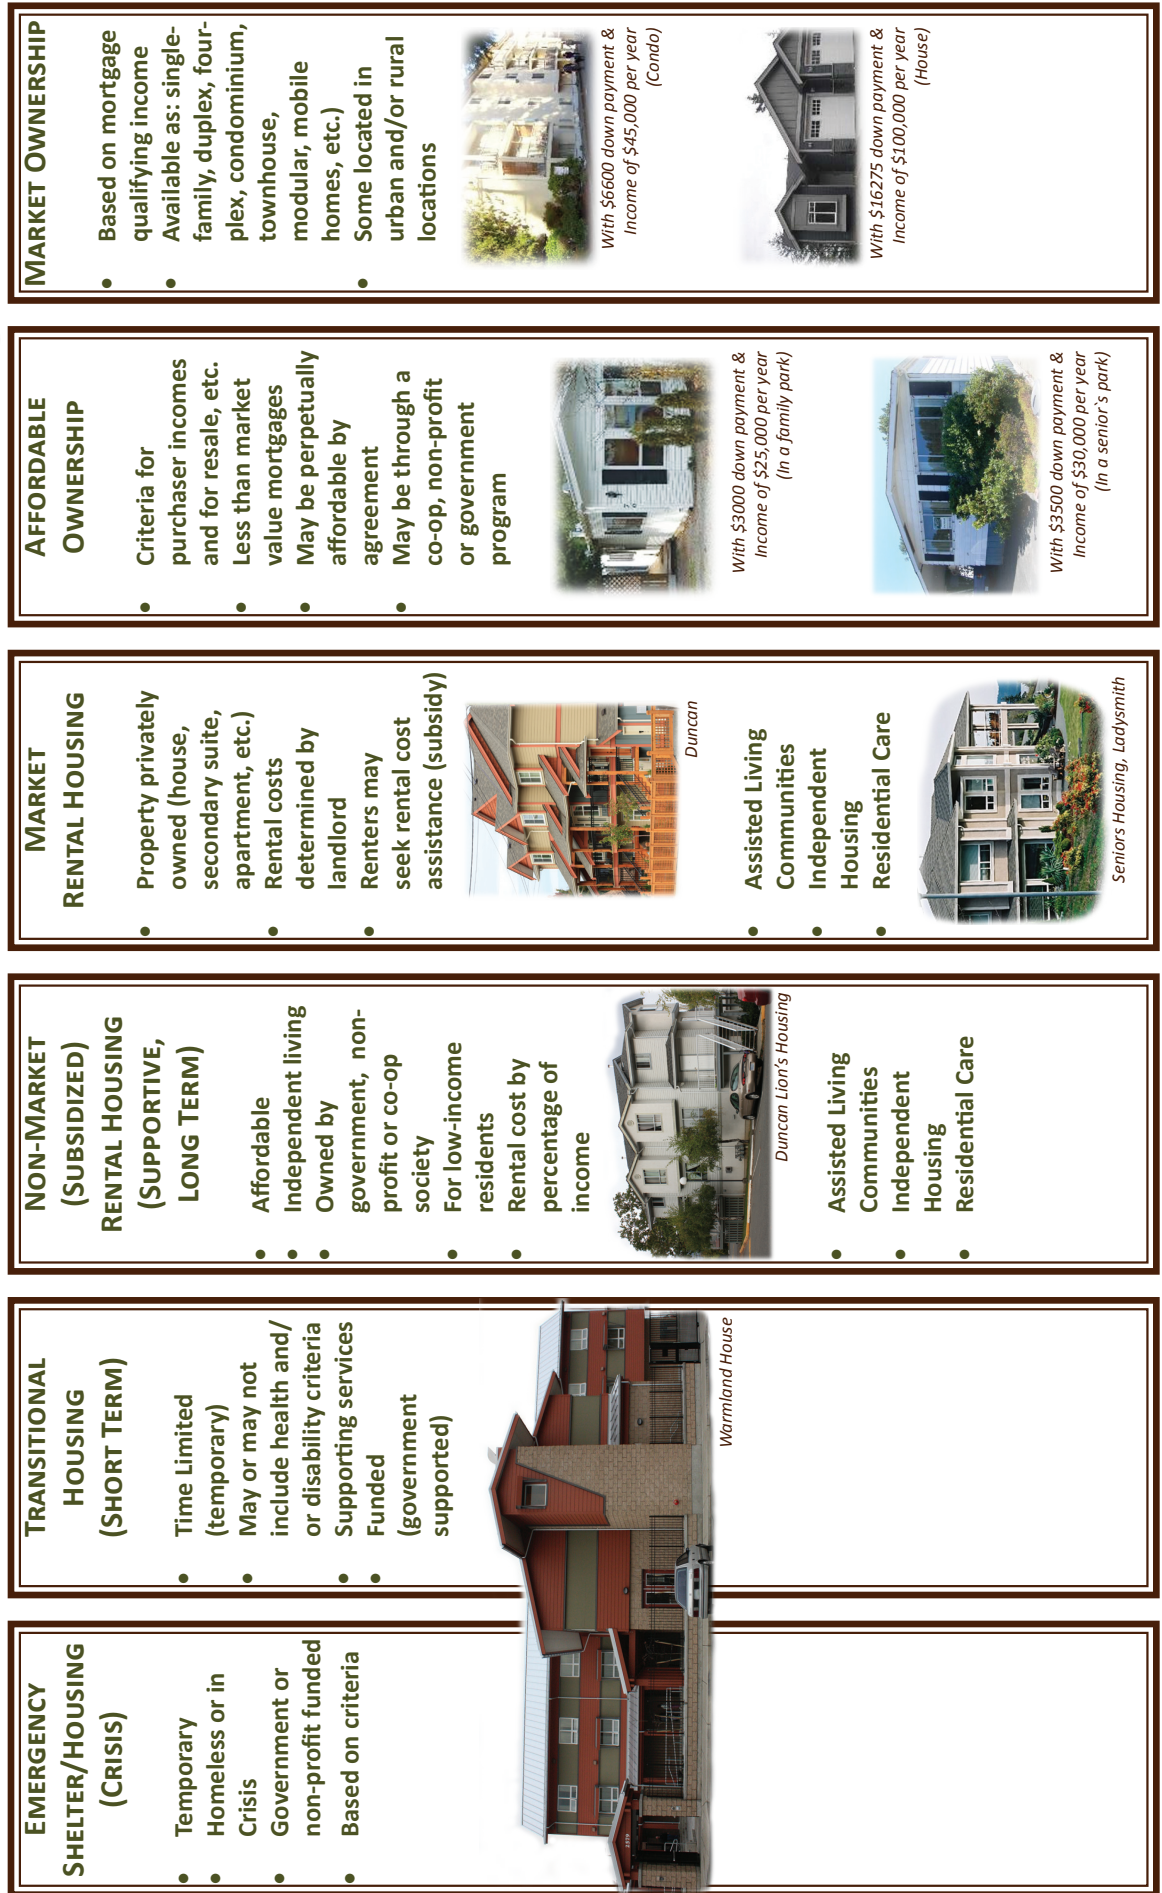 EMERGENCY
SHELTER/HOUSING
(CRISIS)
• Temporary
• Homeless or in
Crisis
• Government or
non-profit funded
• Based on criteria
TRANSITIONAL
HOUSING
(SHORT TERM)
• Time Limited
(temporary)
• May or may not
include health and/
or disability criteria
• Supporting services
• Funded
(government
supported)
Warmland House
NON-MARKET
(SUBSIDIZED)
RENTAL HOUSING
(SUPPORTIVE,
LONG TERM)
• Affordable
• Independent living
• Owned by
government, non-
profit or co-op
society
• For low-income
residents
• Rental cost by
percentage of
income
Duncan Lion's Housing
• Assisted Living
Communities
• Independent
Housing
• Residential Care
MARKET
RENTAL HOUSING
• Property privately
owned (house,
secondary suite,
apartment, etc.)
• Rental costs
determined by
landlord
• Renters may
seek rental cost
assistance (subsidy)
Duncan
• Assisted Living
Communities
• Independent
Housing
• Residential Care
Seniors Housing, Ladysmith
AFFORDABLE
OWNERSHIP
• Criteria for
purchaser incomes
and for resale, etc.
• Less than market
value mortgages
• May be perpetually
affordable by
agreement
• May be through a
co-op, non-profit
or government
program
With $3000 down payment &
Income of $25,000 per year
(In a family park)
With $3500 down payment &
Income of $30,000 per year
(In a senior`s park)
MARKET OWNERSHIP
• Based on mortgage
qualifying income
• Available as: single-
family, duplex, four-
plex, condominium,
townhouse,
modular, mobile
homes, etc.)
• Some located in
urban and/or rural
locations
With $6600 down payment &
Income of $45,000 per year
(Condo)
With $16275 down payment &
Income of $100,000 per year
(House)